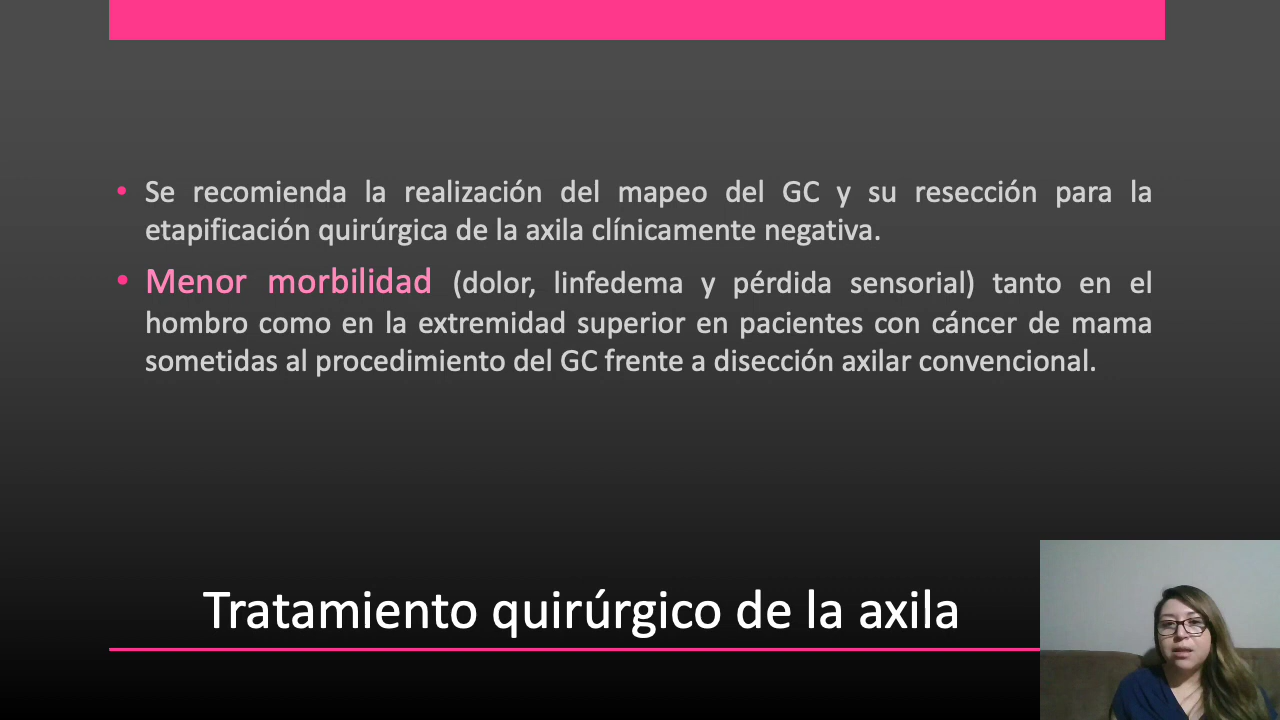 • Se recomienda la realización del mapeo del GC y su resección para la
etapificación quirúrgica de la axila clínicamente negativa.
• Menor morbilidad (dolor, linfedema y pérdida sensorial) tanto en el
hombro como en la extremidad superior en pacientes con cáncer de mama
sometidas al procedimiento del GC frente a disección axilar convencional.
Tratamiento quirúrgico de la axila